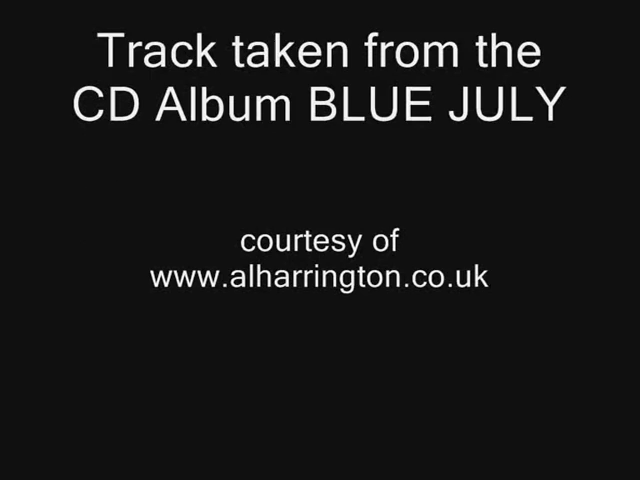 Track taken from the
CD Album BLUE JULY
courtesy of
www.alharrington.co.uk